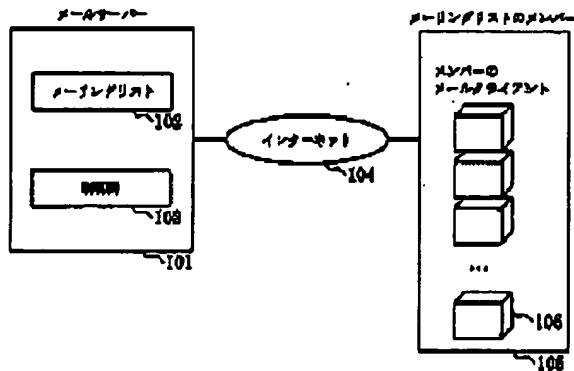 メールサーバー
メーリングリスト
102
103
101
インターネット
104
メーリングリストのメンバー
メンバーの
メールクライアント
...
106
105